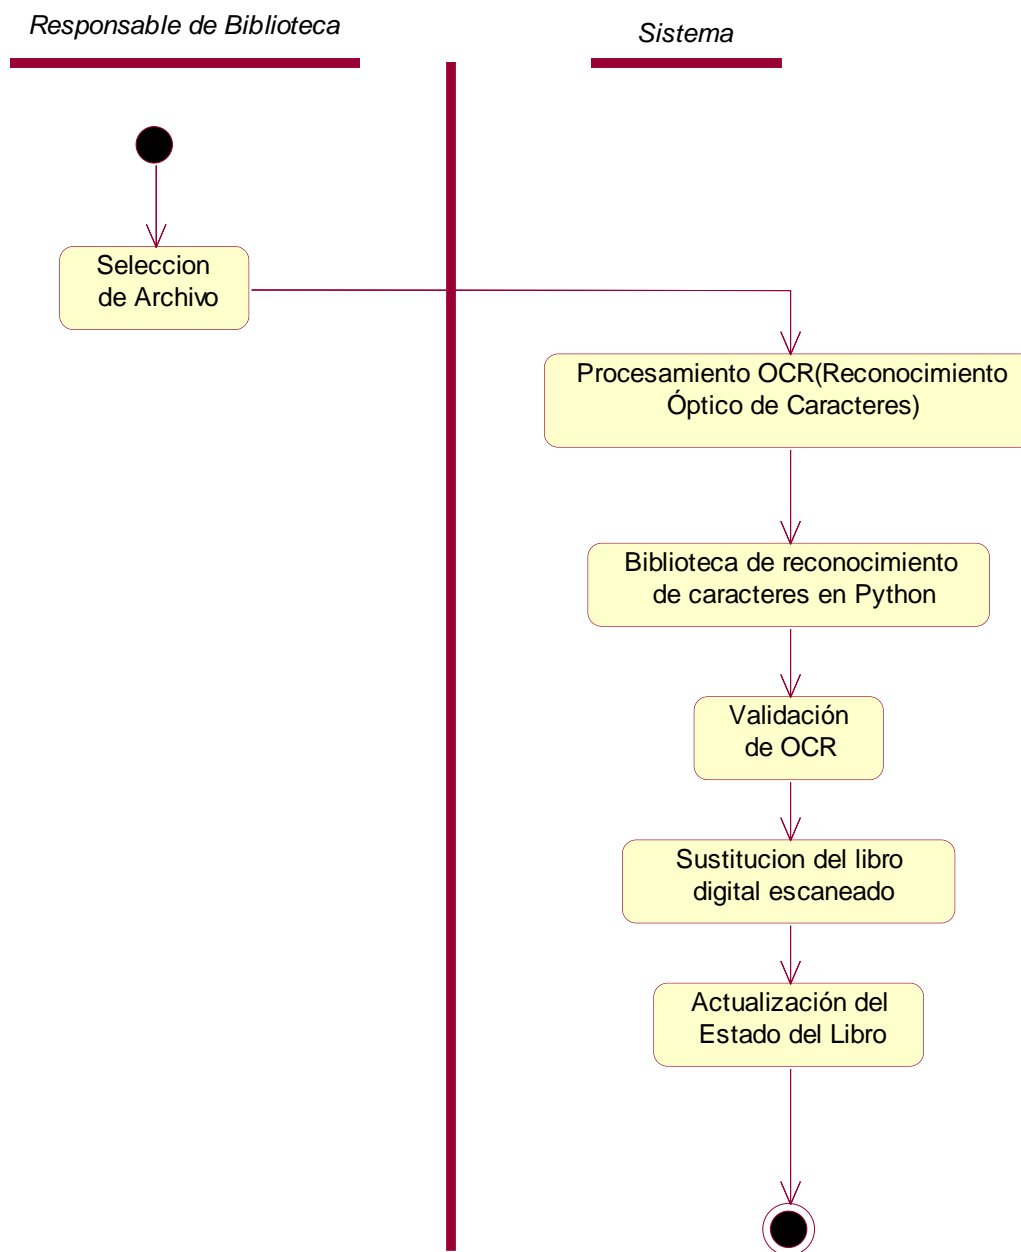 Responsable de Biblioteca
Sistema
Seleccion
de Archivo
Procesamiento OCR(Reconocimiento
Óptico de Caracteres)
Biblioteca de reconocimiento
de caracteres en Python
Validación
de OCR
Sustitucion del libro
digital escaneado
Actualización del
Estado del Libro